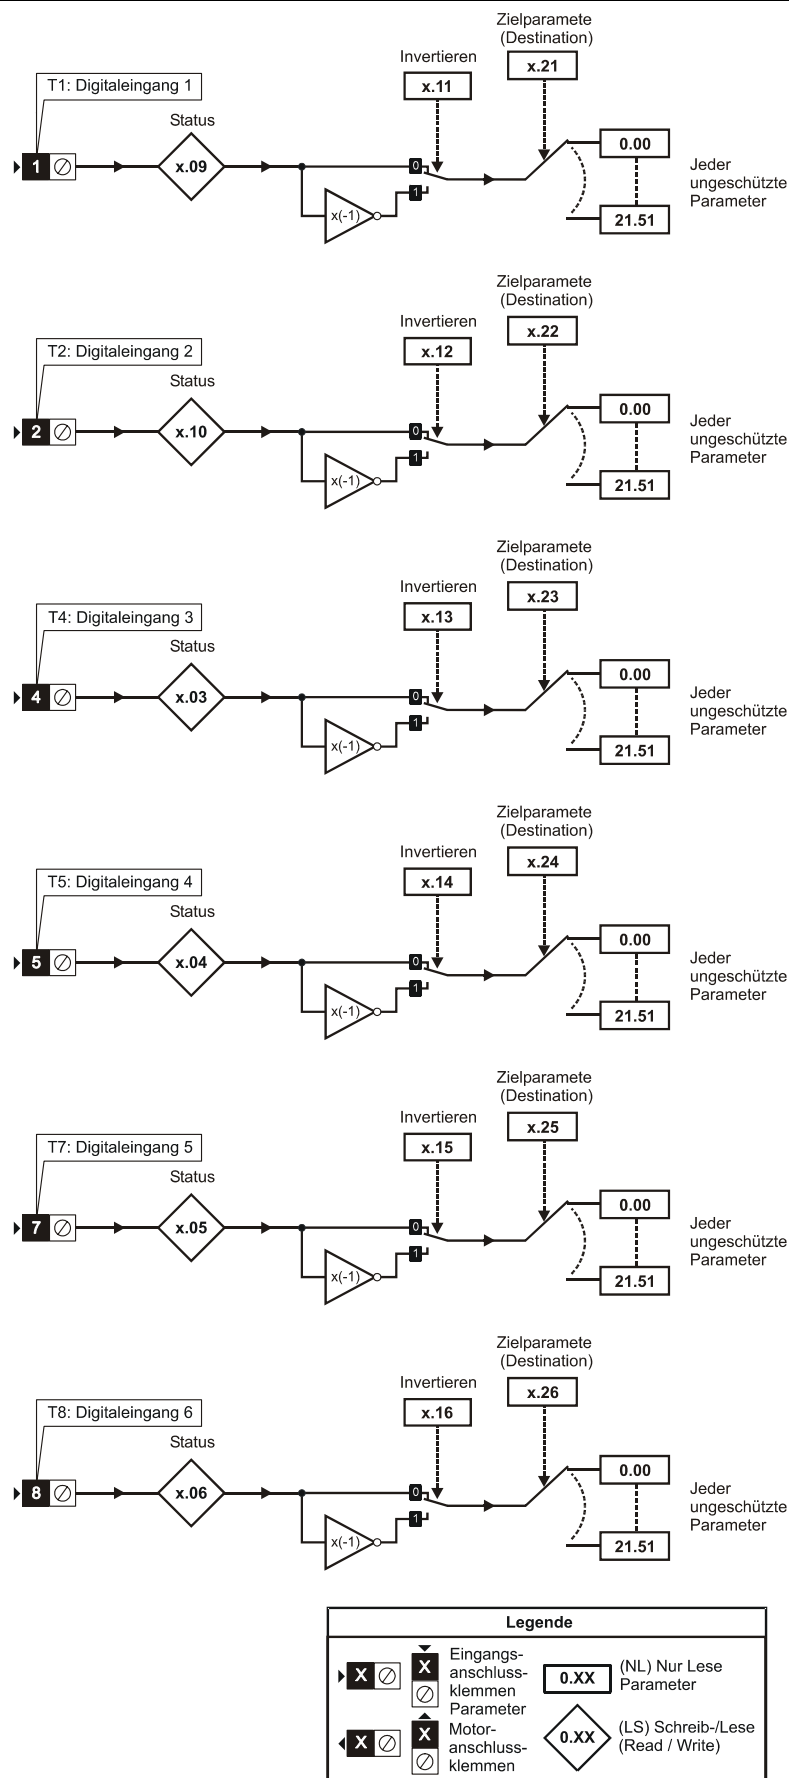 Zielparamete
(Destination)
Invertieren
x.21
x.11
T1: Digitaleingang 1
Status
0.00
1
x.09
0
Jeder
ungeschützte
Parameter
1
x(-1)
21.51
Zielparamete
(Destination)
Invertieren
x.22
x.12
T2: Digitaleingang 2
Status
0.00
2
x.10
0
Jeder
ungeschützte
Parameter
1
x(-1)
21.51
Zielparamete
(Destination)
Invertieren
x.23
x.13
T4: Digitaleingang 3
Status
0.00
4
x.03
0
Jeder
ungeschützte
Parameter
1
x(-1)
21.51
Zielparamete
(Destination)
Invertieren
x.24
x.14
T5: Digitaleingang 4
Status
0.00
5
x.04
0
Jeder
ungeschützte
Parameter
1
x(-1)
21.51
Zielparamete
(Destination)
Invertieren
x.25
x.15
T7: Digitaleingang 5
Status
0.00
7
x.05
0
Jeder
ungeschützte
Parameter
1
x(-1)
21.51
Zielparamete
(Destination)
Invertieren
x.26
x.16
T8: Digitaleingang 6
Status
0.00
8
x.06
0
Jeder
ungeschützte
Parameter
1
x(-1)
21.51
Legende
X
X
Eingangs-
anschluss-
klemmen
Parameter
0.XX
(NL) Nur Lese
Parameter
X
X
Motor-
anschluss-
klemmen
0.XX
(LS) Schreib-/Lese
(Read / Write)